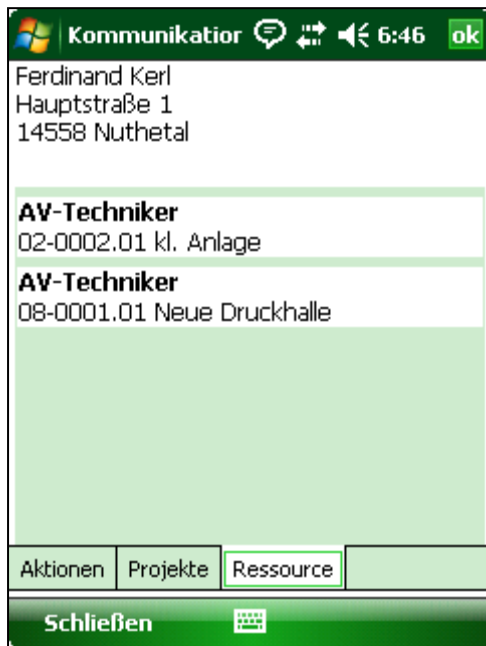 Kommunikatior 6:46 ok
Ferdinand Kerl
Hauptstraße 1
14558 Nuthetal
AV-Techniker
02-0002.01 kl. Anlage
AV-Techniker
08-0001.01 Neue Druckhalle
Aktionen Projekte Ressource
Schließen